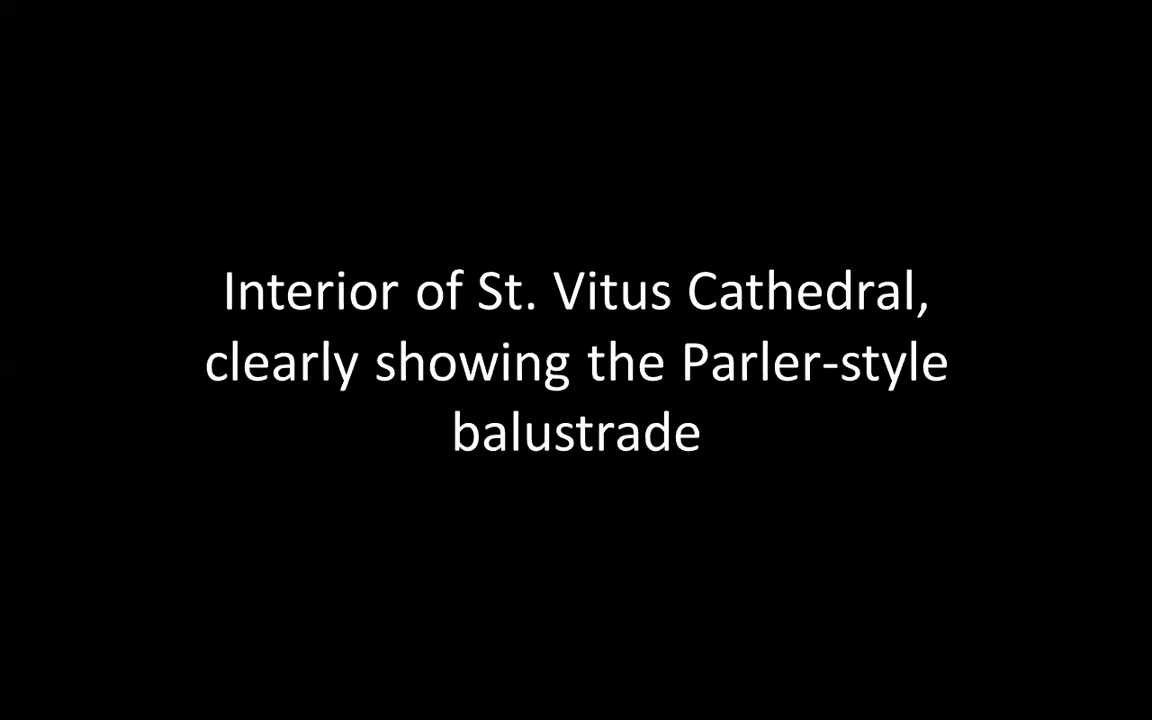 Interior of St. Vitus Cathedral,
clearly showing the Parler-style
balustrade